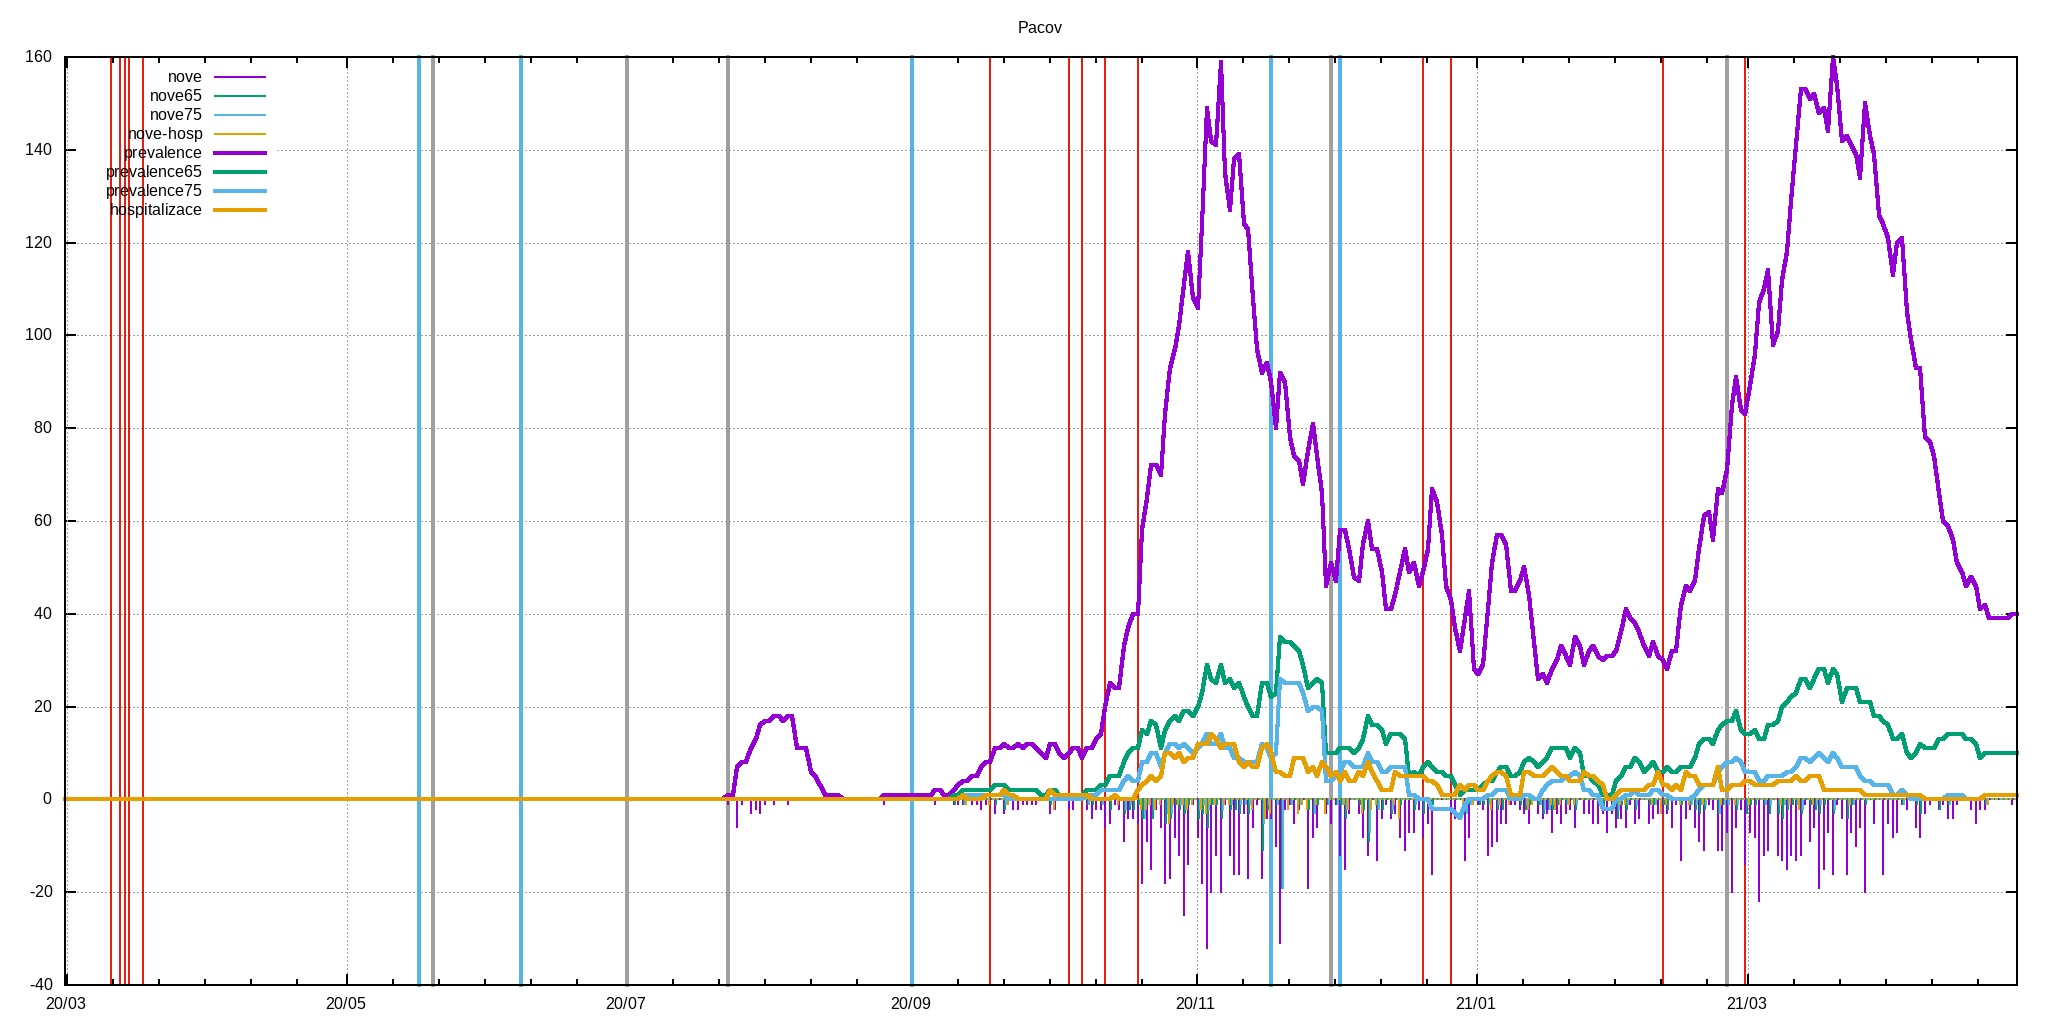 Pacov
160
140
120
100
80
60
40
20
0
-20
-40
nove
nove65
nove75
nove-hosp
prevalence
prevalence65
prevalence75
hospitalizace
20/03 20/05 20/07 20/09 20/11 21/01 21/03